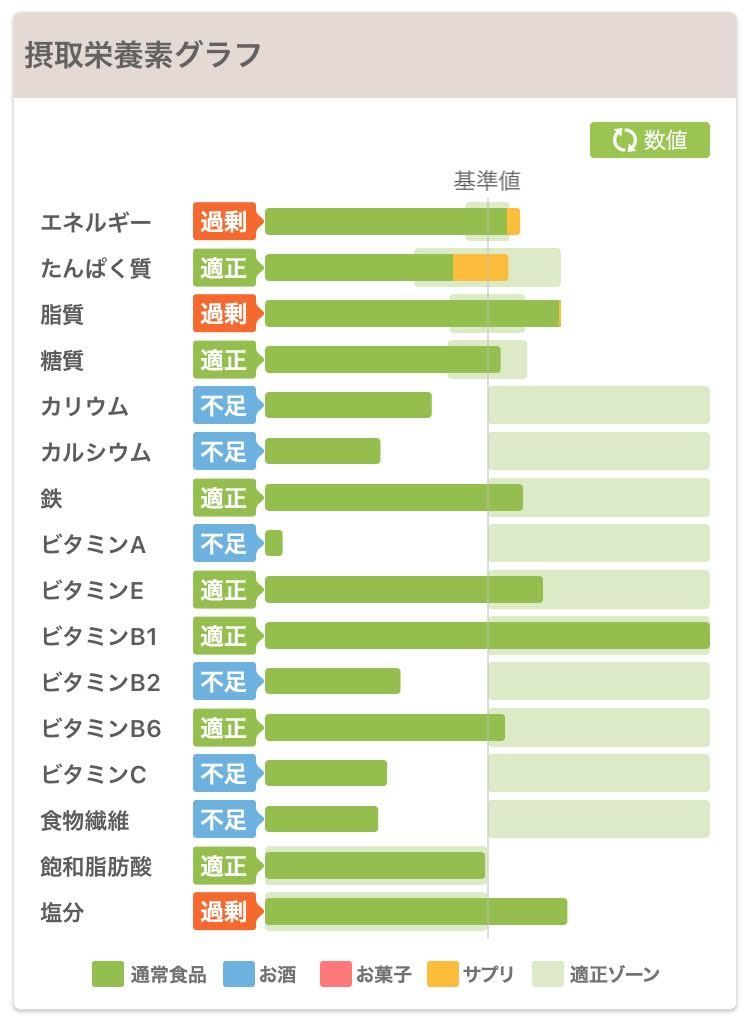 摂取栄養素グラフ
数値
基準値
エネルギー 過剰
たんぱく質 適正
脂質 過剰
糖質 適正
カリウム 不足
カルシウム 不足
鉄 適正
ビタミンA 不足
ビタミンE 適正
ビタミンB1 適正
ビタミンB2 不足
ビタミンB6 適正
ビタミンC 不足
食物繊維 不足
飽和脂肪酸 適正
塩分 過剰
通常食品 お酒 お菓子 サプリ 適正ゾーン